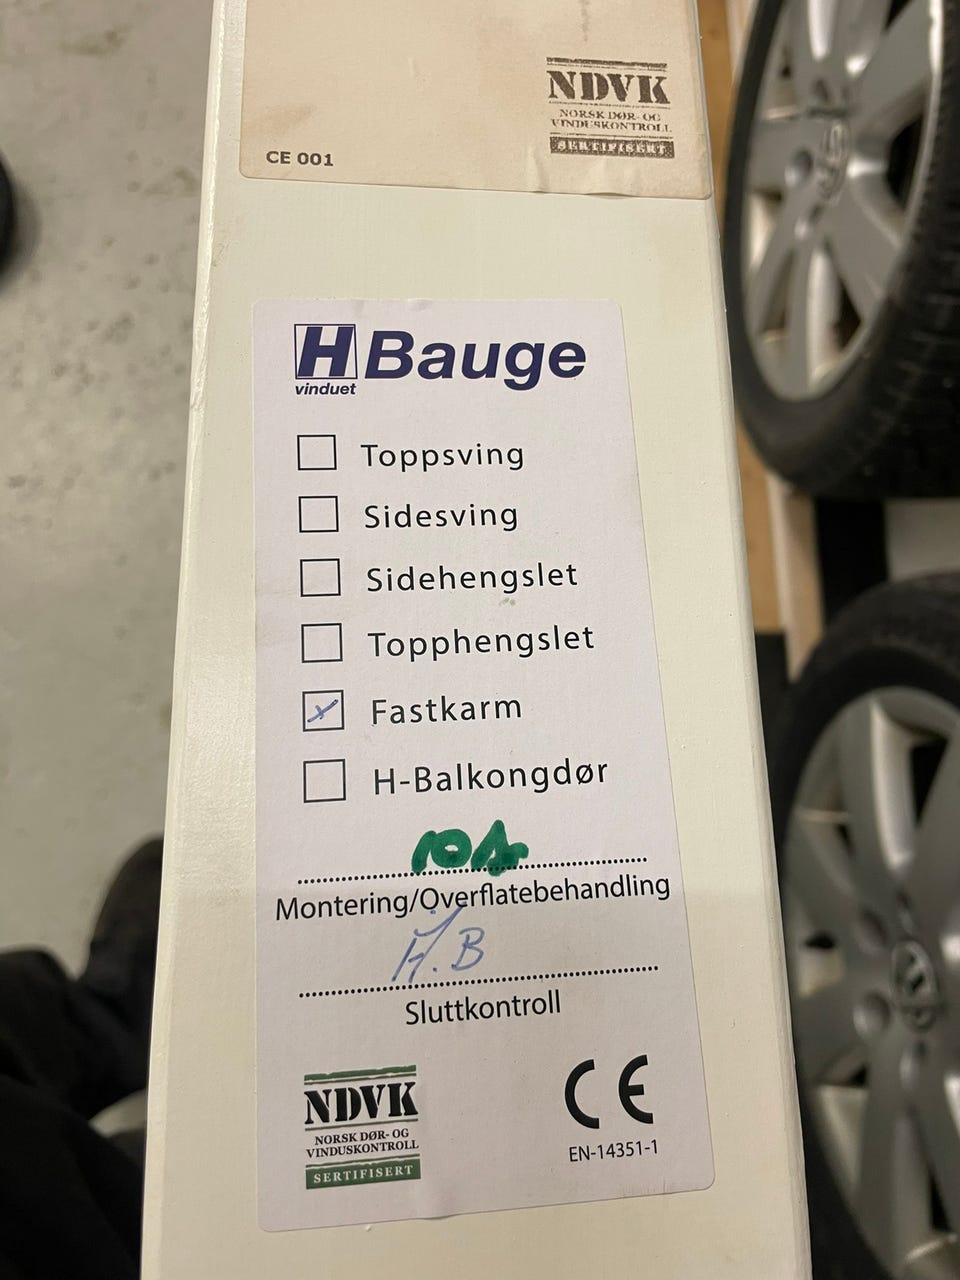 NDVK
NORSK DØR- OG
VINDUSKONTROLL
SERTIFISERT
CE 001
H Bauge
vinduet
Toppsving
Sidesving
Sidehengslet
Topphengslet
Fastkarm
H-Balkongdør
Montering/Overflatebehandling
H.B
Sluttkontroll
NDVK
NORSK DØR- OG
VINDUSKONTROLL
SERTIFISERT
CE
EN-14351-1